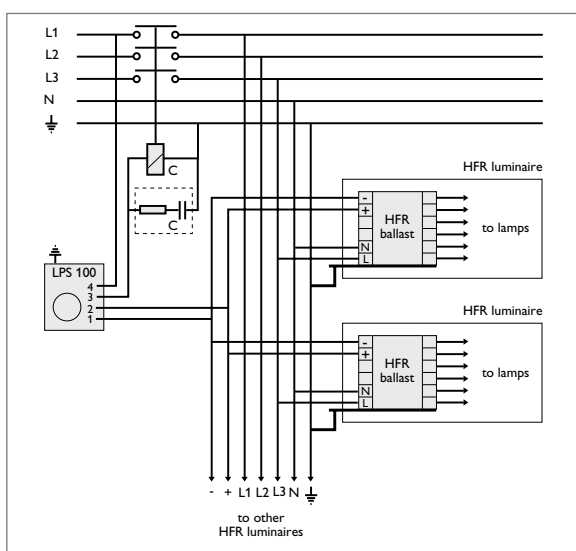 L1
L2
L3
N
C
C
LPS 100
4
3
2
1
HFR luminaire
-
+
HFR
ballast
N
L
to lamps
HFR luminaire
-
+
HFR
ballast
N
L
to lamps
- + L1 L2 L3 N
to other
HFR luminaires